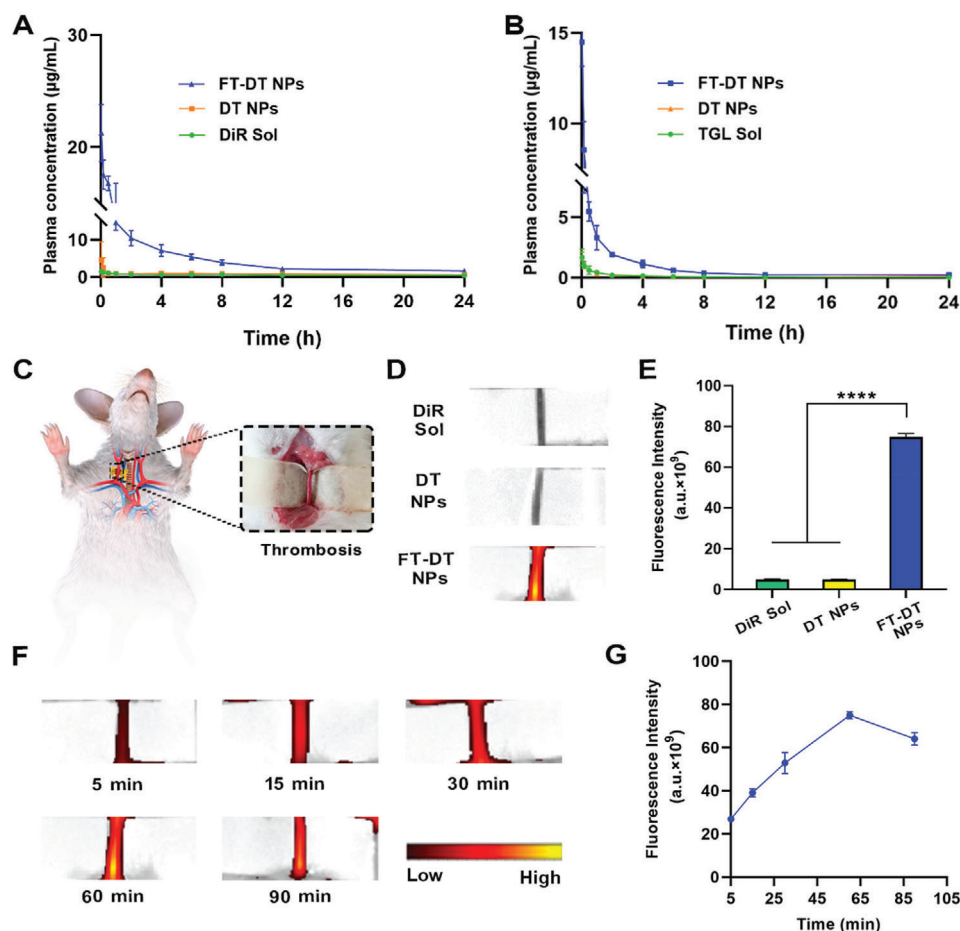 A
Plasma concentration (µg/mL)
30
20
10
0
FT-DT NPs
DT NPs
DiR Sol
0 4 8 12 16 20 24
Time (h)
B
Plasma concentration (µg/mL)
15
10
5
0
FT-DT NPs
DT NPs
TGL Sol
0 4 8 12 16 20 24
Time (h)
C
Thrombosis
D
DiR
Sol
DT
NPs
FT-DT
NPs
E
Fluorescence Intensity
(a.u.×10⁹)
100
80
60
40
20
0
****
DiR Sol
DT NPs
FT-DT
NPs
F
5 min
15 min
30 min
60 min
90 min
Low
High
G
Fluorescence Intensity
(a.u.×10⁹)
100
80
60
40
20
0
5 25 45 65 85 105
Time (min)